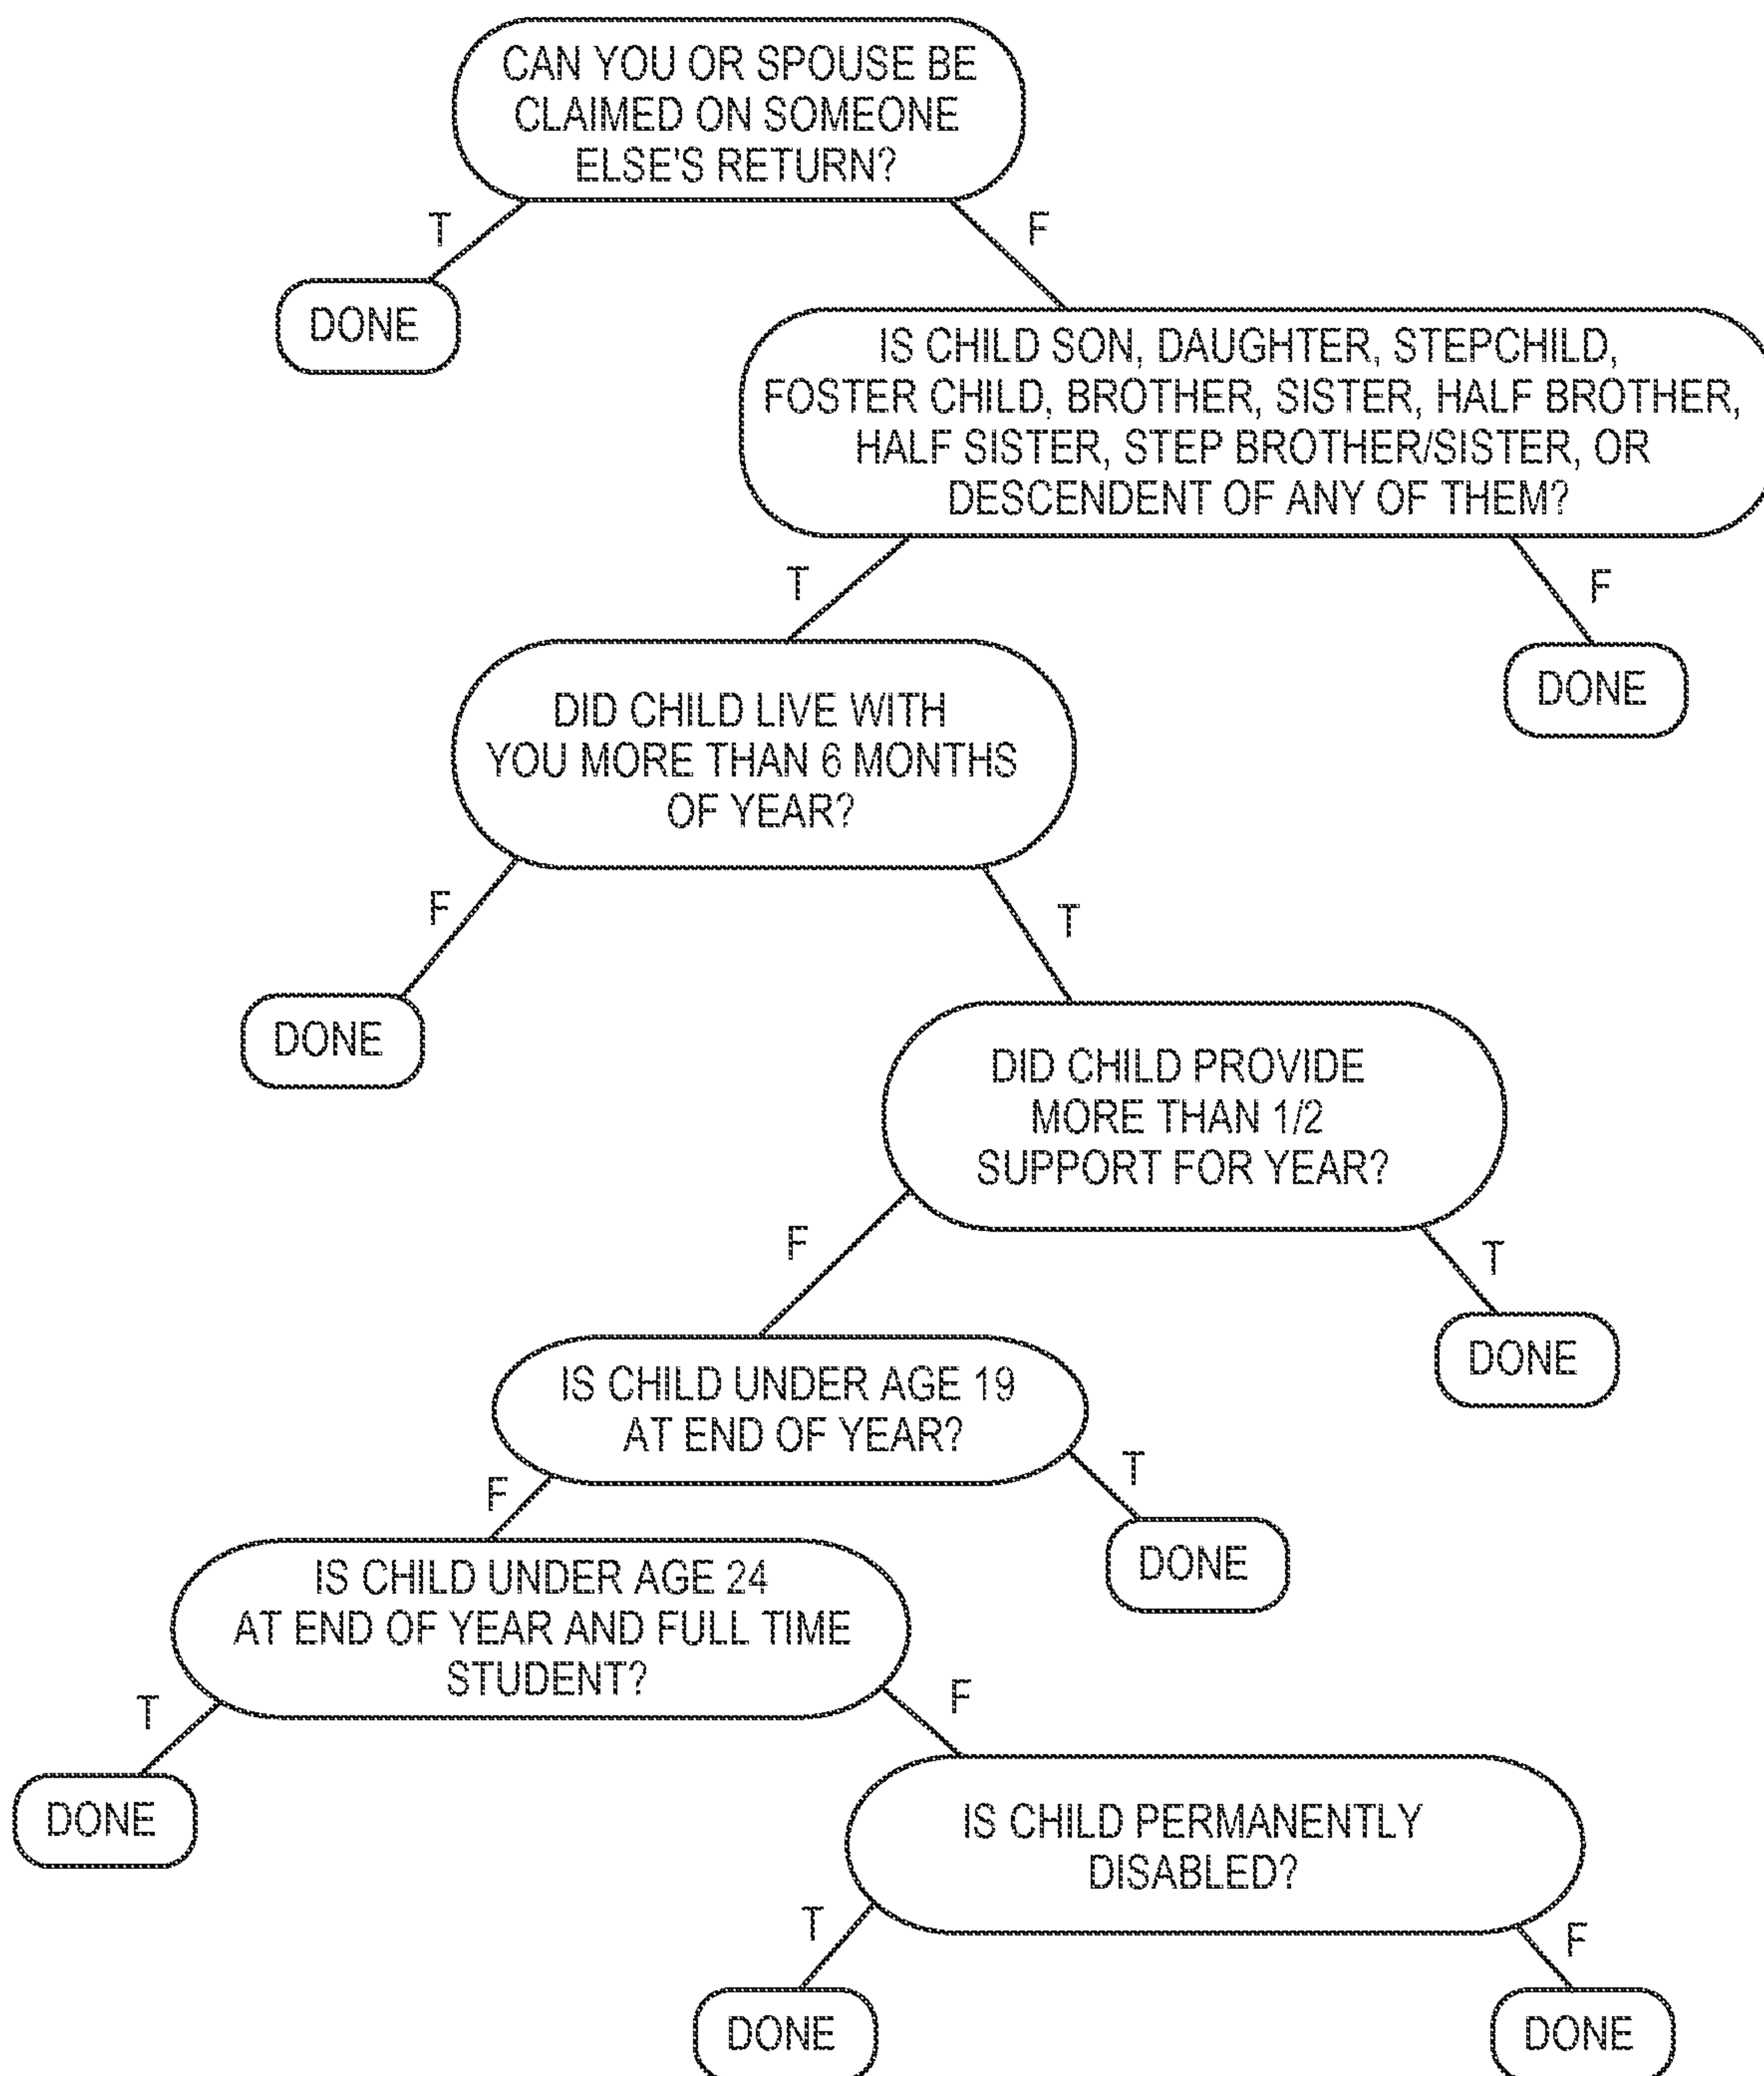 CAN YOU OR SPOUSE BE
CLAIMED ON SOMEONE
ELSE'S RETURN?
T
F
DONE
IS CHILD SON, DAUGHTER, STEPCHILD,
FOSTER CHILD, BROTHER, SISTER, HALF BROTHER,
HALF SISTER, STEP BROTHER/SISTER, OR
DESCENDENT OF ANY OF THEM?
T
F
DID CHILD LIVE WITH
YOU MORE THAN 6 MONTHS
OF YEAR?
DONE
F
T
DONE
DID CHILD PROVIDE
MORE THAN 1/2
SUPPORT FOR YEAR?
F
T
DONE
IS CHILD UNDER AGE 19
AT END OF YEAR?
F
T
DONE
IS CHILD UNDER AGE 24
AT END OF YEAR AND FULL TIME
STUDENT?
T
F
DONE
IS CHILD PERMANENTLY
DISABLED?
T
F
DONE
DONE